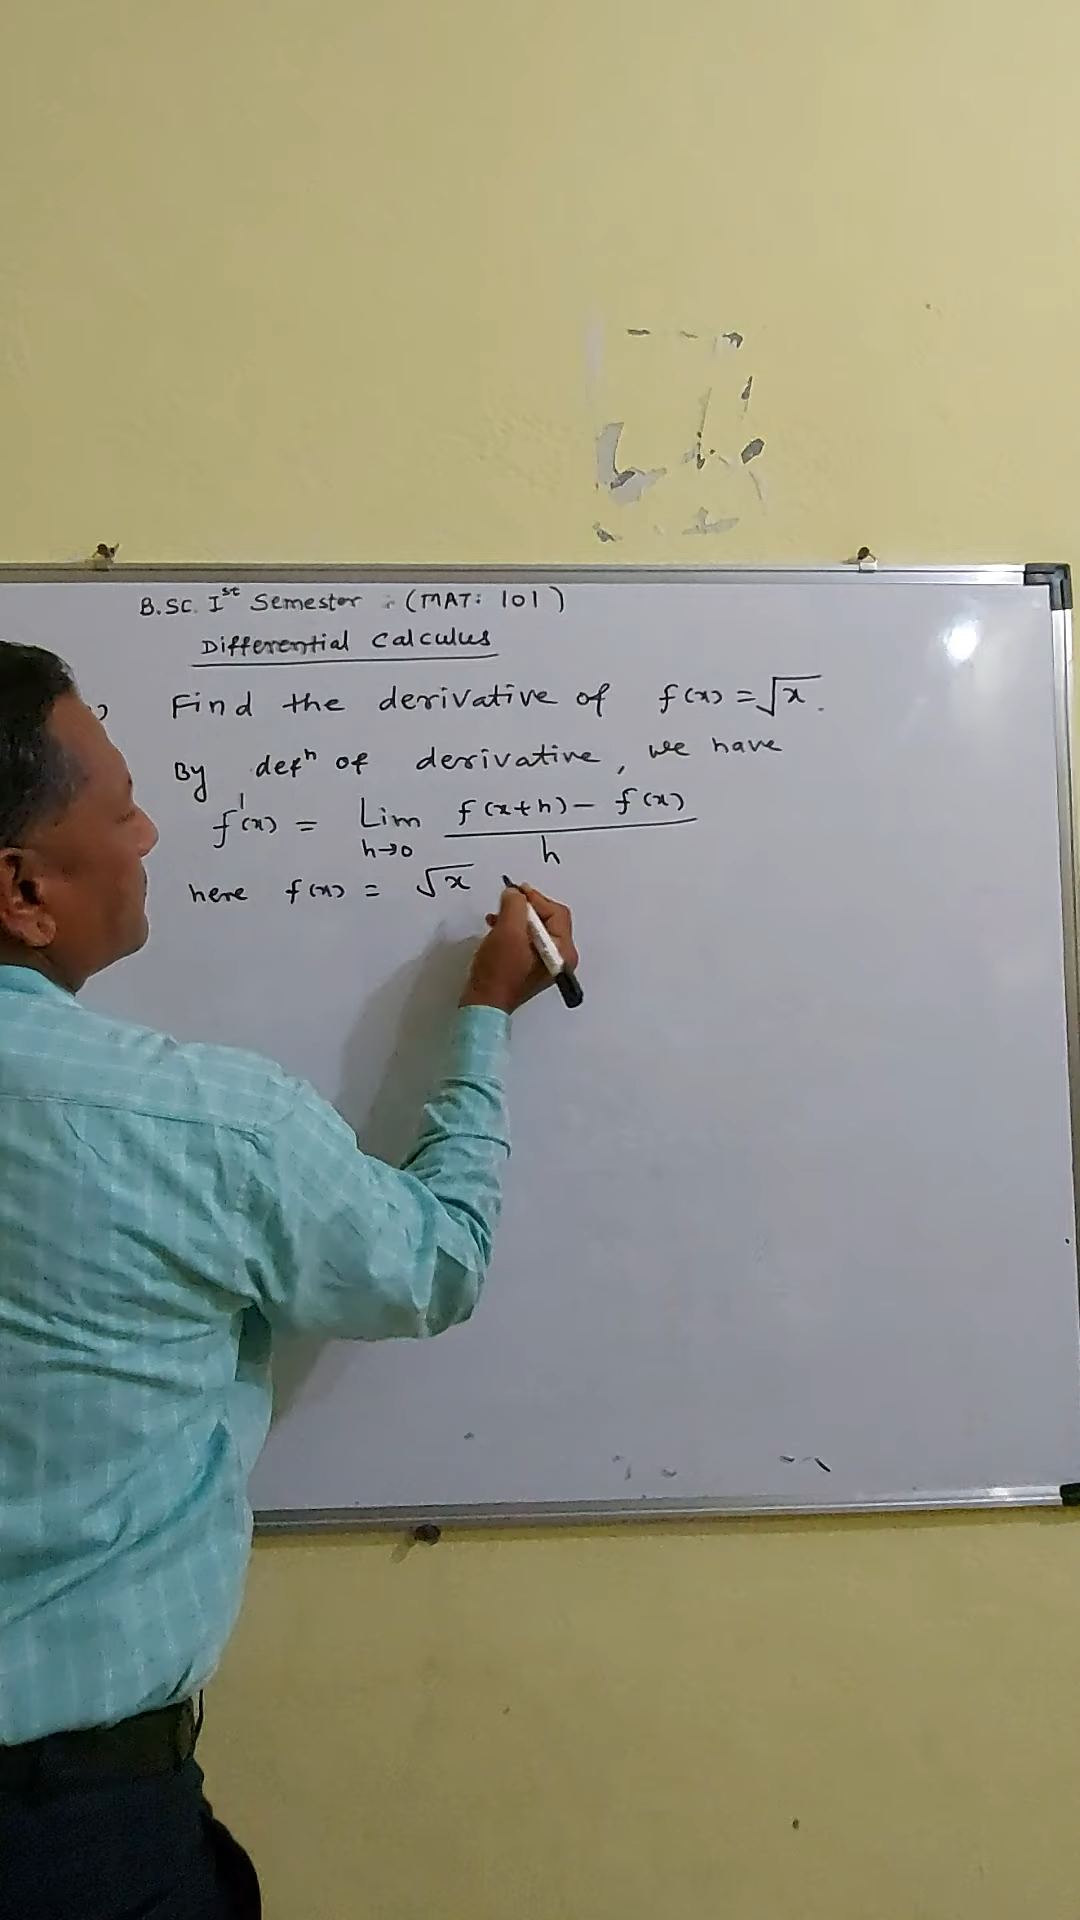 B.SC. Ist Semester : (MAT: 101)
Differential Calculus
) Find the derivative of f(x) = √x.
By defn of derivative, we have
f'(x) = Lim h→0 f(x+h) - f(x) / h
here f(x) = √x